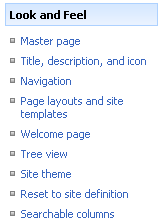 Look and Feel
Master page
Title, description, and icon
Navigation
Page layouts and site
templates
Welcome page
Tree view
Site theme
Reset to site definition
Searchable columns